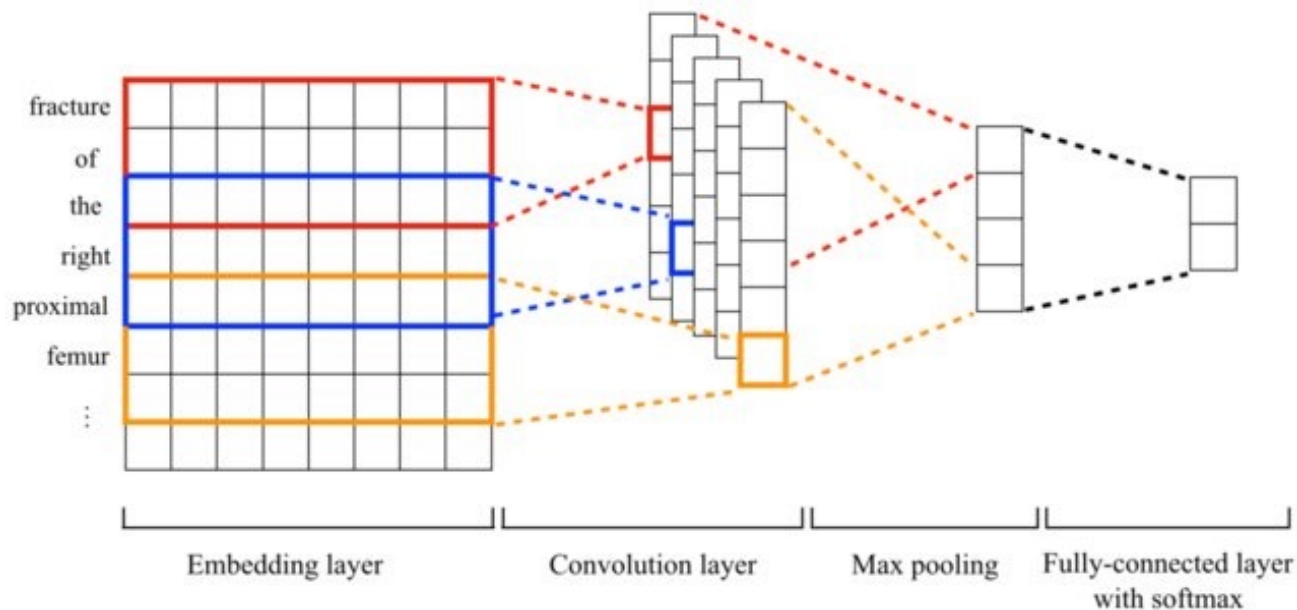 fracture
of
the
right
proximal
femur
⋮
Embedding layer
Convolution layer
Max pooling
Fully-connected layer
with softmax